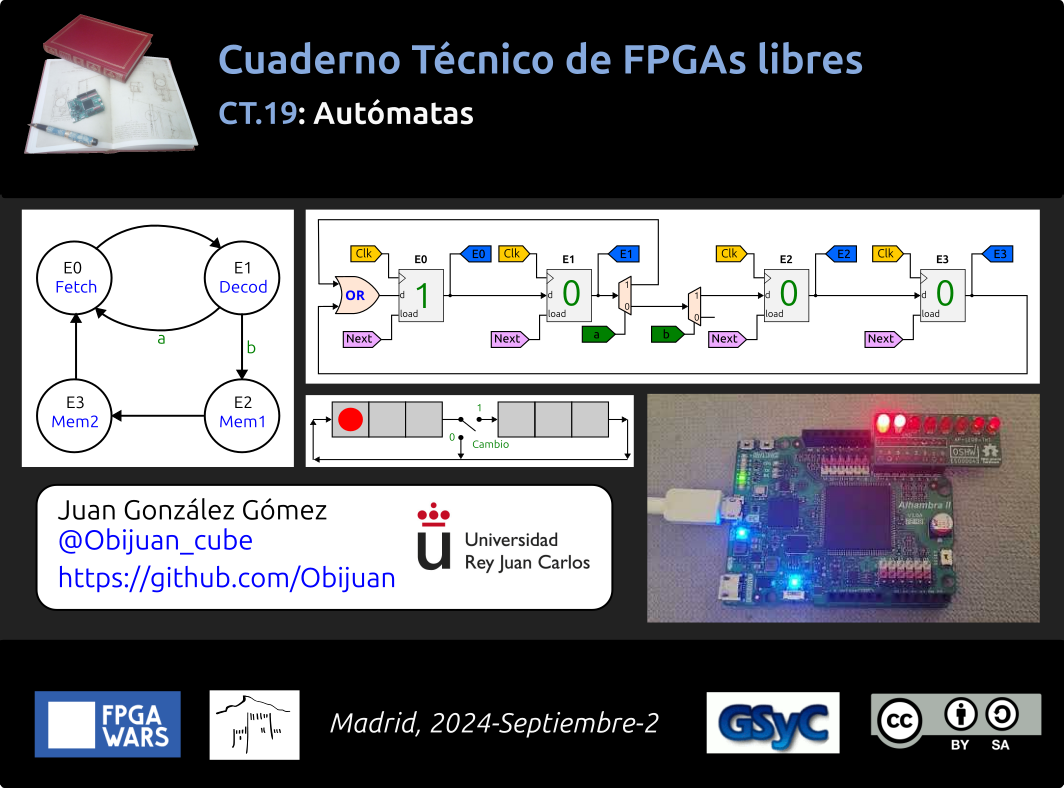 Cuaderno Técnico de FPGAs libres
CT.19: Autómatas
E0
Fetch
E1
Decod
a
b
E3
Mem2
E2
Mem1
Clk
E0
E0
OR
d
1
load
Next
Clk
E1
E1
d
0
load
Next
1
0
a
1
0
b
Clk
E2
E2
d
0
load
Next
Clk
E3
E3
d
0
load
Next
1
0
Cambio
Juan González Gómez
@Obijuan_cube
https://github.com/Obijuan
Universidad
Rey Juan Carlos
OSHW
Alhambra II
FPGA
WARS
Madrid, 2024-Septiembre-2
GSyC
cc
BY SA